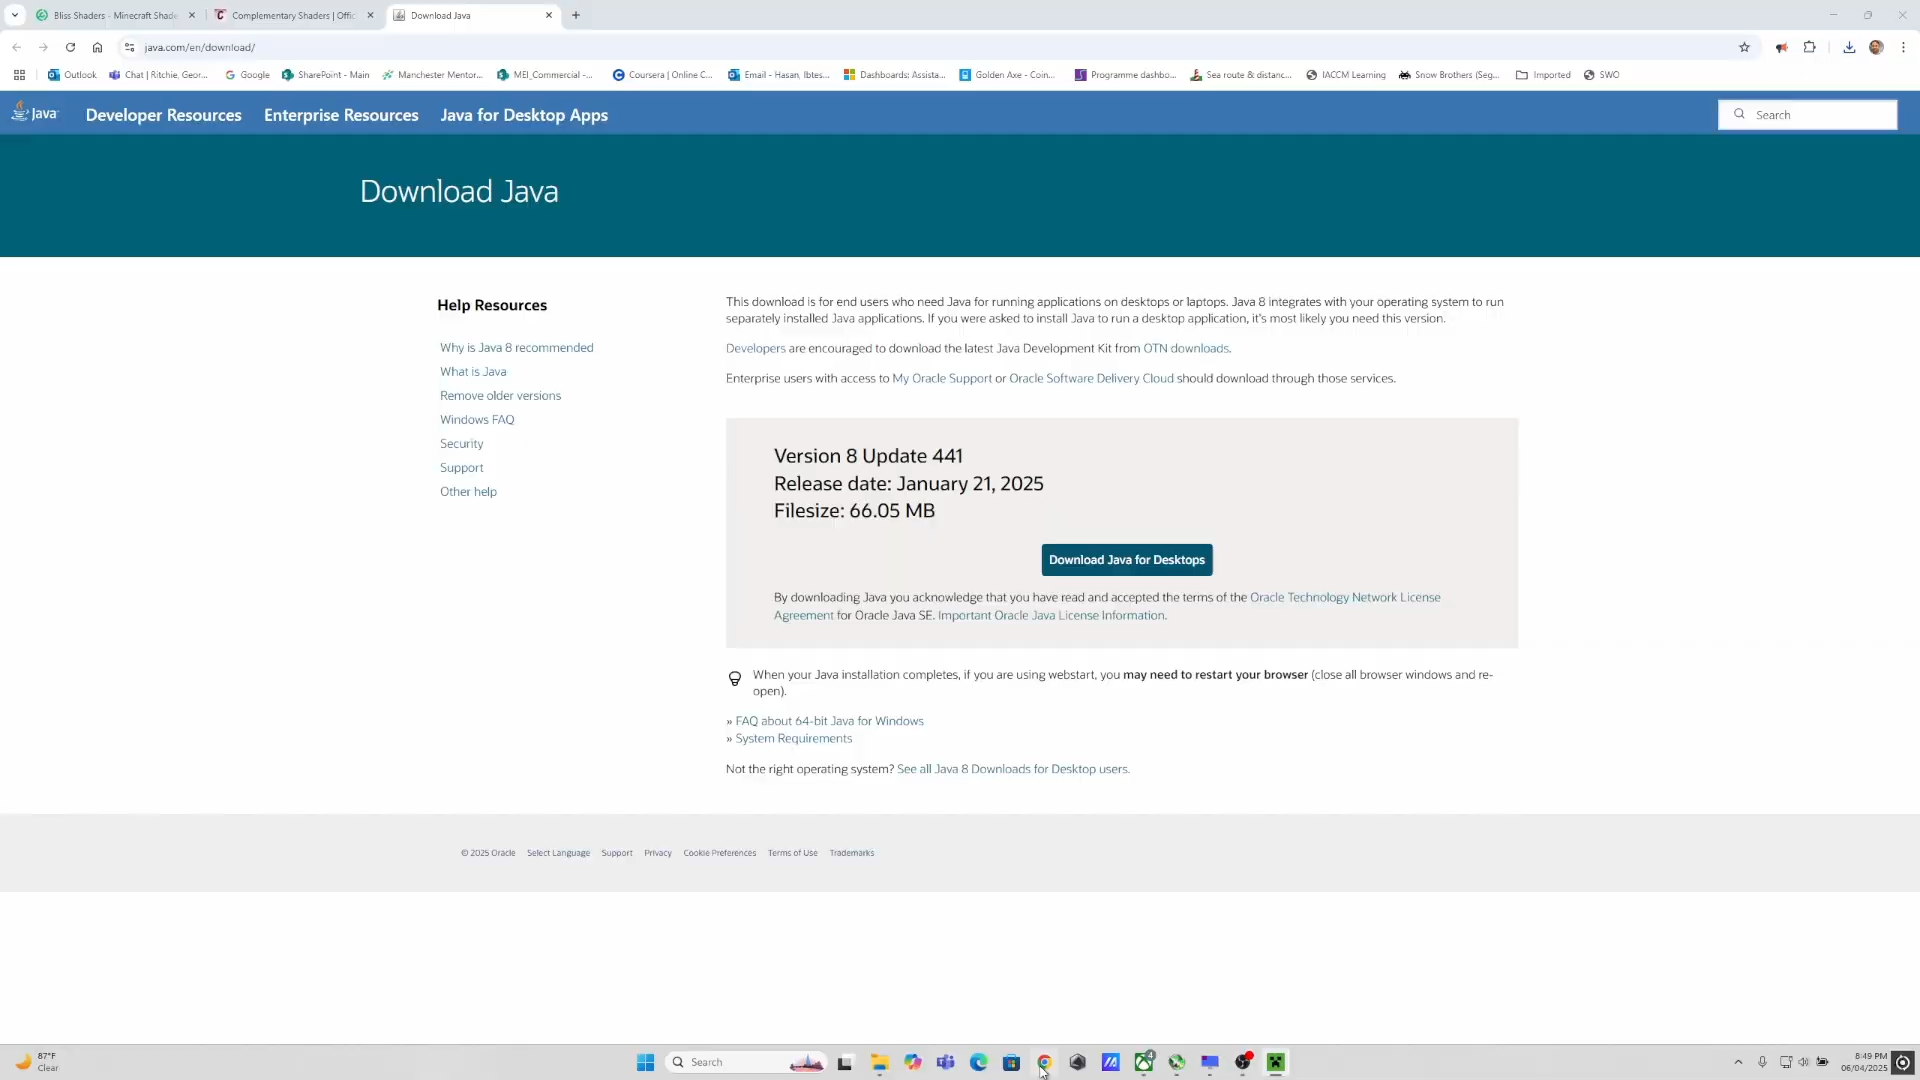 Bliss Shaders - Minecraft Shade
Complementary Shaders | Offic
Download Java
java.com/en/download/
Outlook
Chat | Ritchie, Geor...
Google
SharePoint - Main
Manchester Mentor...
MEI_Commercial -...
Coursera | Online C...
Email - Hasan, Ibtes...
Dashboards: Assista...
Golden Axe - Coin...
Programme dashbo...
Sea route & distanc...
IACCM Learning
Snow Brothers (Seg...
Imported
SWO
Java
Developer Resources
Enterprise Resources
Java for Desktop Apps
Search
Download Java
Help Resources
Why is Java 8 recommended
What is Java
Remove older versions
Windows FAQ
Security
Support
Other help
This download is for end users who need Java for running applications on desktops or laptops. Java 8 integrates with your operating system to run
separately installed Java applications. If you were asked to install Java to run a desktop application, it's most likely you need this version.
Developers are encouraged to download the latest Java Development Kit from OTN downloads.
Enterprise users with access to My Oracle Support or Oracle Software Delivery Cloud should download through those services.
Version 8 Update 441
Release date: January 21, 2025
Filesize: 66.05 MB
Download Java for Desktops
By downloading Java you acknowledge that you have read and accepted the terms of the Oracle Technology Network License
Agreement for Oracle Java SE. Important Oracle Java License Information.
When your Java installation completes, if you are using webstart, you may need to restart your browser (close all browser windows and re-
open).
» FAQ about 64-bit Java for Windows
» System Requirements
Not the right operating system? See all Java 8 Downloads for Desktop users.
© 2025 Oracle
Select Language
Support
Privacy
Cookie Preferences
Terms of Use
Trademarks
87°F
Clear
Search
4
8:49 PM
06/04/2025